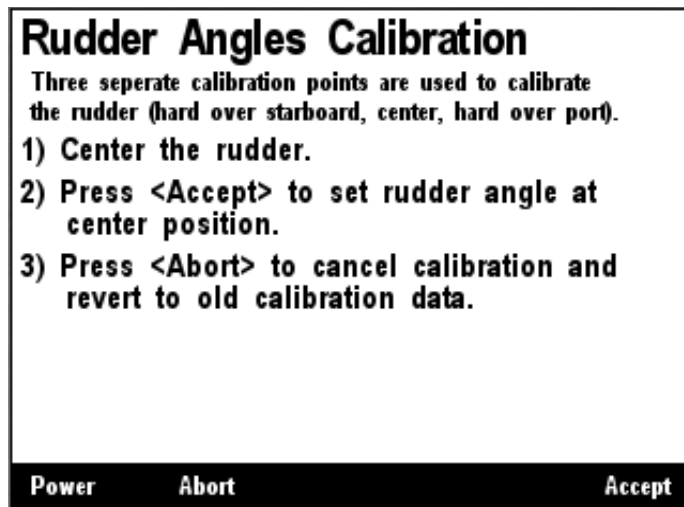 Rudder Angles Calibration
Three seperate calibration points are used to calibrate
the rudder (hard over starboard, center, hard over port).
1) Center the rudder.
2) Press <Accept> to set rudder angle at
center position.
3) Press <Abort> to cancel calibration and
revert to old calibration data.
Power Abort Accept